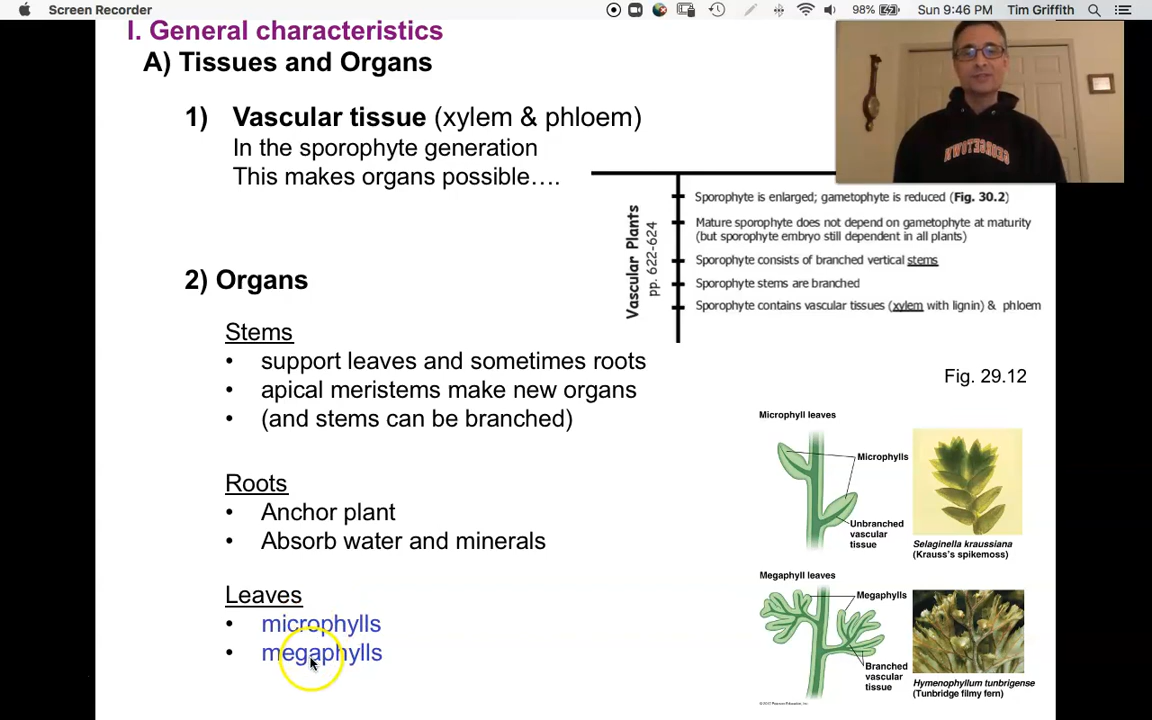 Screen Recorder
98%
Sun 9:46 PM
Tim Griffith
I. General characteristics
A) Tissues and Organs
1) Vascular tissue (xylem & phloem)
In the sporophyte generation
This makes organs possible….
GEORGETOWN
Vascular Plants
pp. 622-624
Sporophyte is enlarged; gametophyte is reduced (Fig. 30.2)
Mature sporophyte does not depend on gametophyte at maturity
(but sporophyte embryo still dependent in all plants)
Sporophyte consists of branched vertical stems
Sporophyte stems are branched
Sporophyte contains vascular tissues (xylem with lignin) & phloem
2) Organs
Stems
• support leaves and sometimes roots
• apical meristems make new organs
• (and stems can be branched)
Roots
• Anchor plant
• Absorb water and minerals
Leaves
• microphylls
• megaphylls
Fig. 29.12
Microphyll leaves
Microphylls
Unbranched
vascular
tissue
Selaginella kraussiana
(Krauss's spikemoss)
Megaphyll leaves
Megaphylls
Branched
vascular
tissue
Hymenophyllum tunbrigense
(Tunbridge filmy fern)